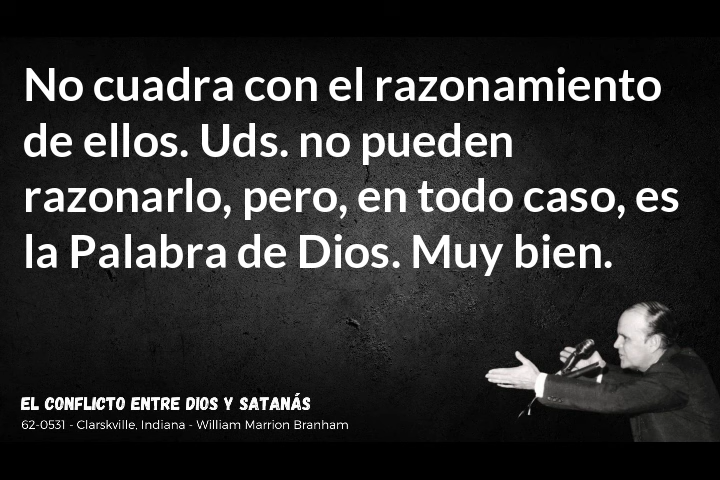 No cuadra con el razonamiento
de ellos. Uds. no pueden
razonarlo, pero, en todo caso, es
la Palabra de Dios. Muy bien.
EL CONFLICTO ENTRE DIOS Y SATANÁS
62-0531 - Clarskville, Indiana - William Marrion Branham